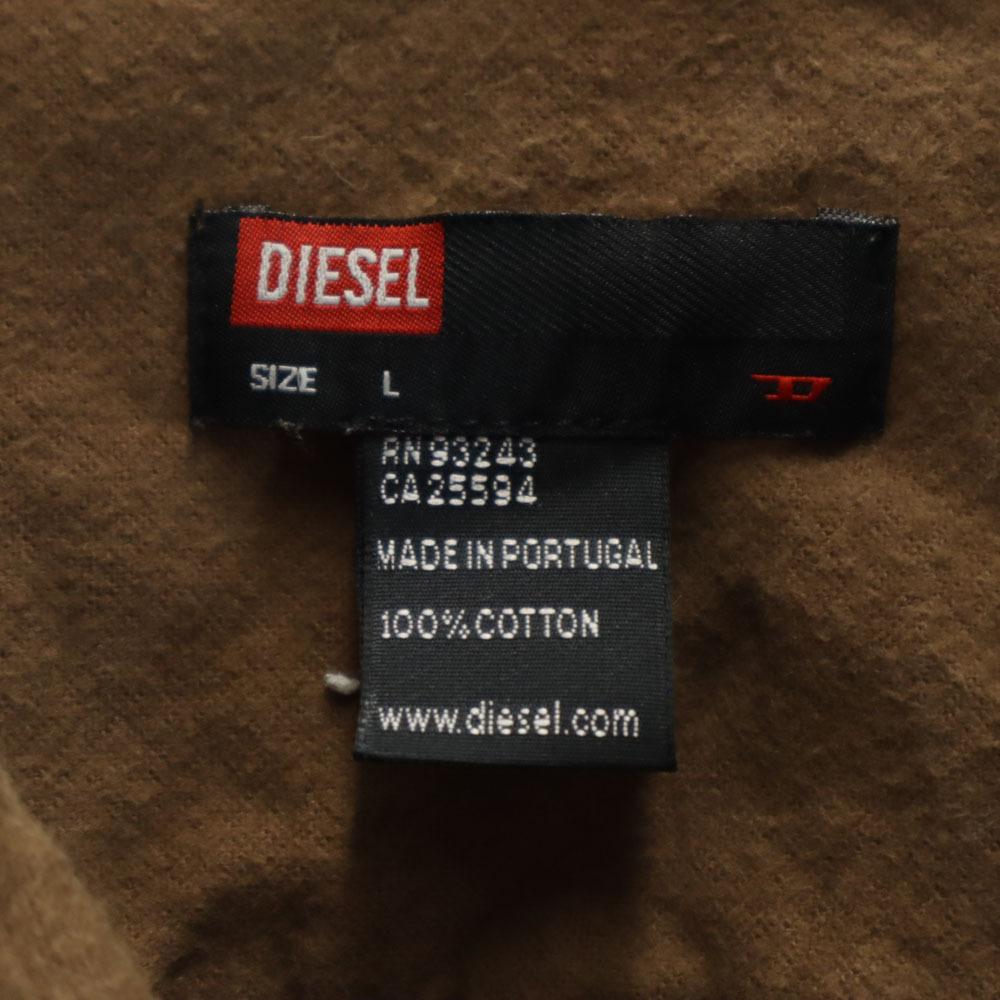 DIESEL
SIZE L
RN 93243
CA 25594
MADE IN PORTUGAL
100% COTTON
www.diesel.com